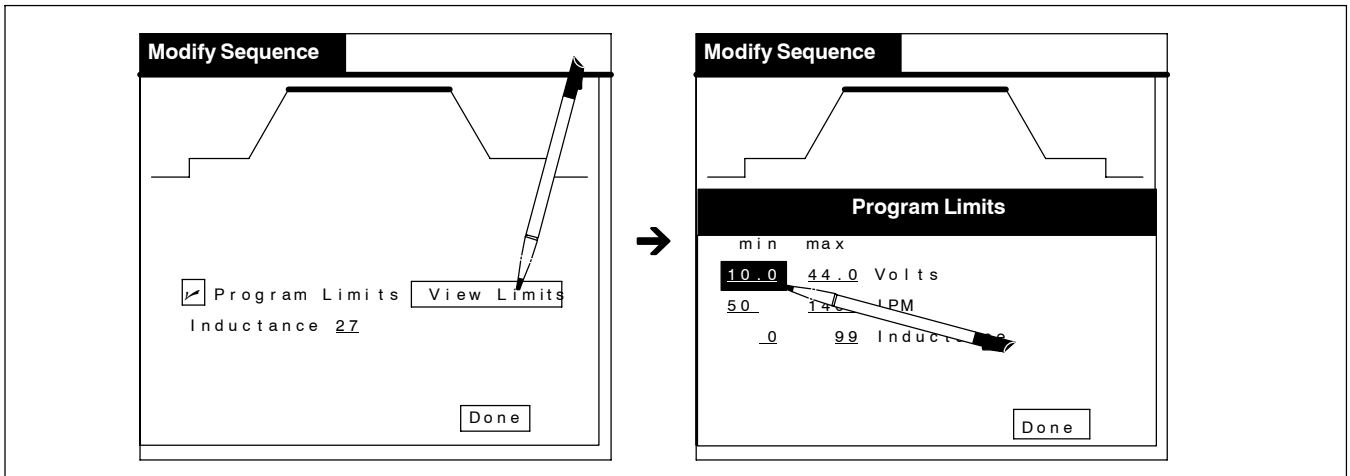 Modify Sequence
Program Limits View Limits
Inductance 27
Done
Modify Sequence
Program Limits
min max
10.0 44.0 Volts
50 IPM
0 99
Done